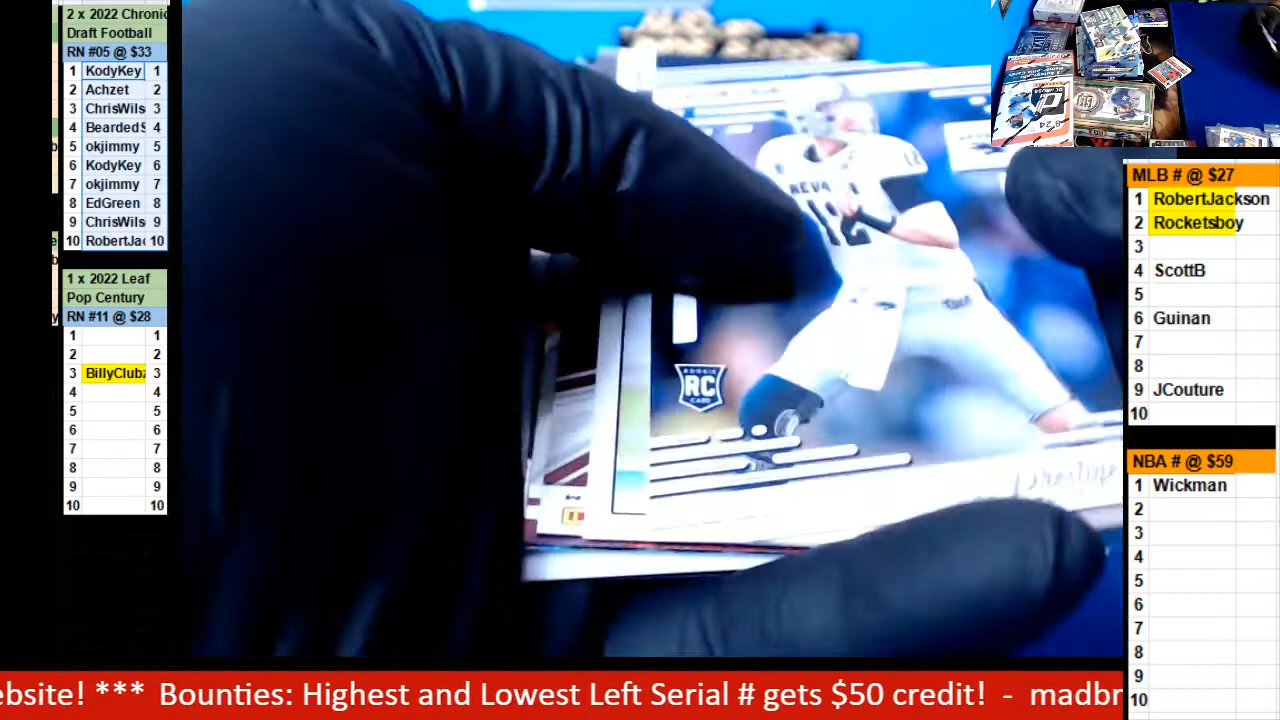 2 x 2022 Chronic
Draft Football
RN #05 @ $33
1 KodyKey 1
2 Achzet 2
3 ChrisWils 3
4 BeardedS 4
5 okjimmy 5
6 KodyKey 6
7 okjimmy 7
8 EdGreen 8
9 ChrisWils 9
10 RobertJac 10
1 x 2022 Leaf
Pop Century
RN #11 @ $28
1 1
2 2
3 BillyClubz 3
4 4
5 5
6 6
7 7
8 8
9 9
10 10
NEVA
12
ROOKIE
RC
CARD
Prestige
MLB # @ $27
1 RobertJackson
2 Rocketsboy
3
4 ScottB
5
6 Guinan
7
8
9 JCouture
10
NBA # @ $59
1 Wickman
2
3
4
5
6
7
8
9
10
ebsite! *** Bounties: Highest and Lowest Left Serial # gets $50 credit! - madbr